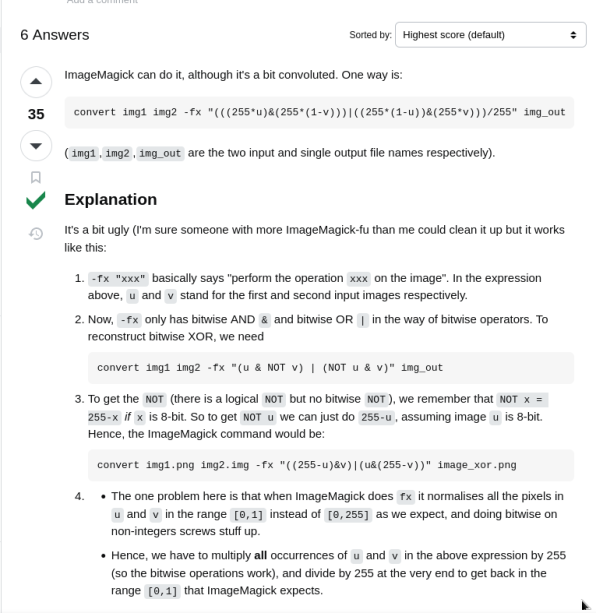 Add a comment
6 Answers
Sorted by: Highest score (default)
ImageMagick can do it, although it's a bit convoluted. One way is:
35
convert img1 img2 -fx "(((255*u)&(255*(1-v)))|((255*(1-u))&(255*v)))/255" img_out
(img1,img2,img_out are the two input and single output file names respectively).
Explanation
It's a bit ugly (I'm sure someone with more ImageMagick-fu than me could clean it up but it works
like this:
1. -fx "xxx" basically says "perform the operation xxx on the image". In the expression
above, u and v stand for the first and second input images respectively.
2. Now, -fx only has bitwise AND & and bitwise OR | in the way of bitwise operators. To
reconstruct bitwise XOR, we need
convert img1 img2 -fx "(u & NOT v) | (NOT u & v)" img_out
3. To get the NOT (there is a logical NOT but no bitwise NOT), we remember that NOT x =
255-x if x is 8-bit. So to get NOT u we can just do 255-u, assuming image u is 8-bit.
Hence, the ImageMagick command would be:
convert img1.png img2.img -fx "((255-u)&v)|(u&(255-v))" image_xor.png
4. • The one problem here is that when ImageMagick does fx it normalises all the pixels in
u and v in the range [0,1] instead of [0,255] as we expect, and doing bitwise on
non-integers screws stuff up.
• Hence, we have to multiply all occurrences of u and v in the above expression by 255
(so the bitwise operations work), and divide by 255 at the very end to get back in the
range [0,1] that ImageMagick expects.